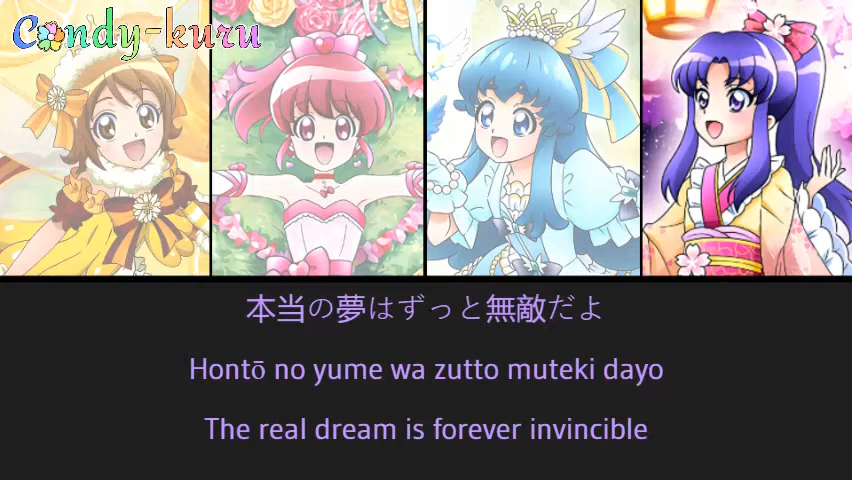 Candy-kuru
本当の夢はずっと無敵だよ
Hontō no yume wa zutto muteki dayo
The real dream is forever invincible